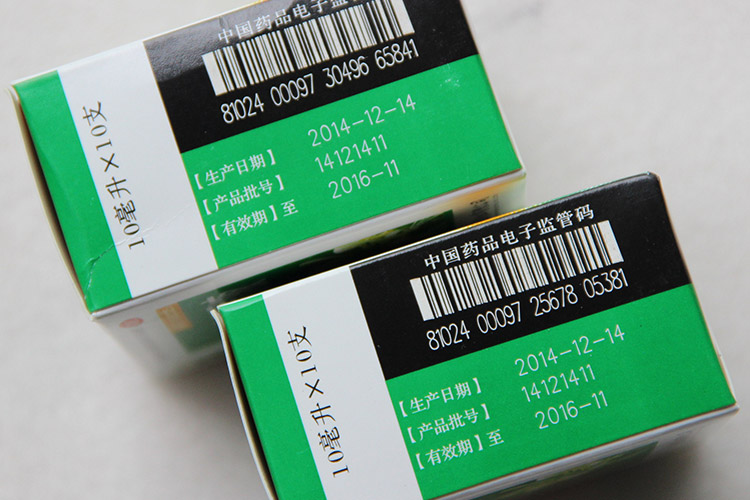 中国药品电子监管码
81024 00097 30496 65841
10毫升×10支
【生产日期】 2014-12-14
【产品批号】 14121411
【有效期】至 2016-11
中国药品电子监管码
81024 00097 25678 05381
10毫升×10支
【生产日期】 2014-12-14
【产品批号】 14121411
【有效期】至 2016-11